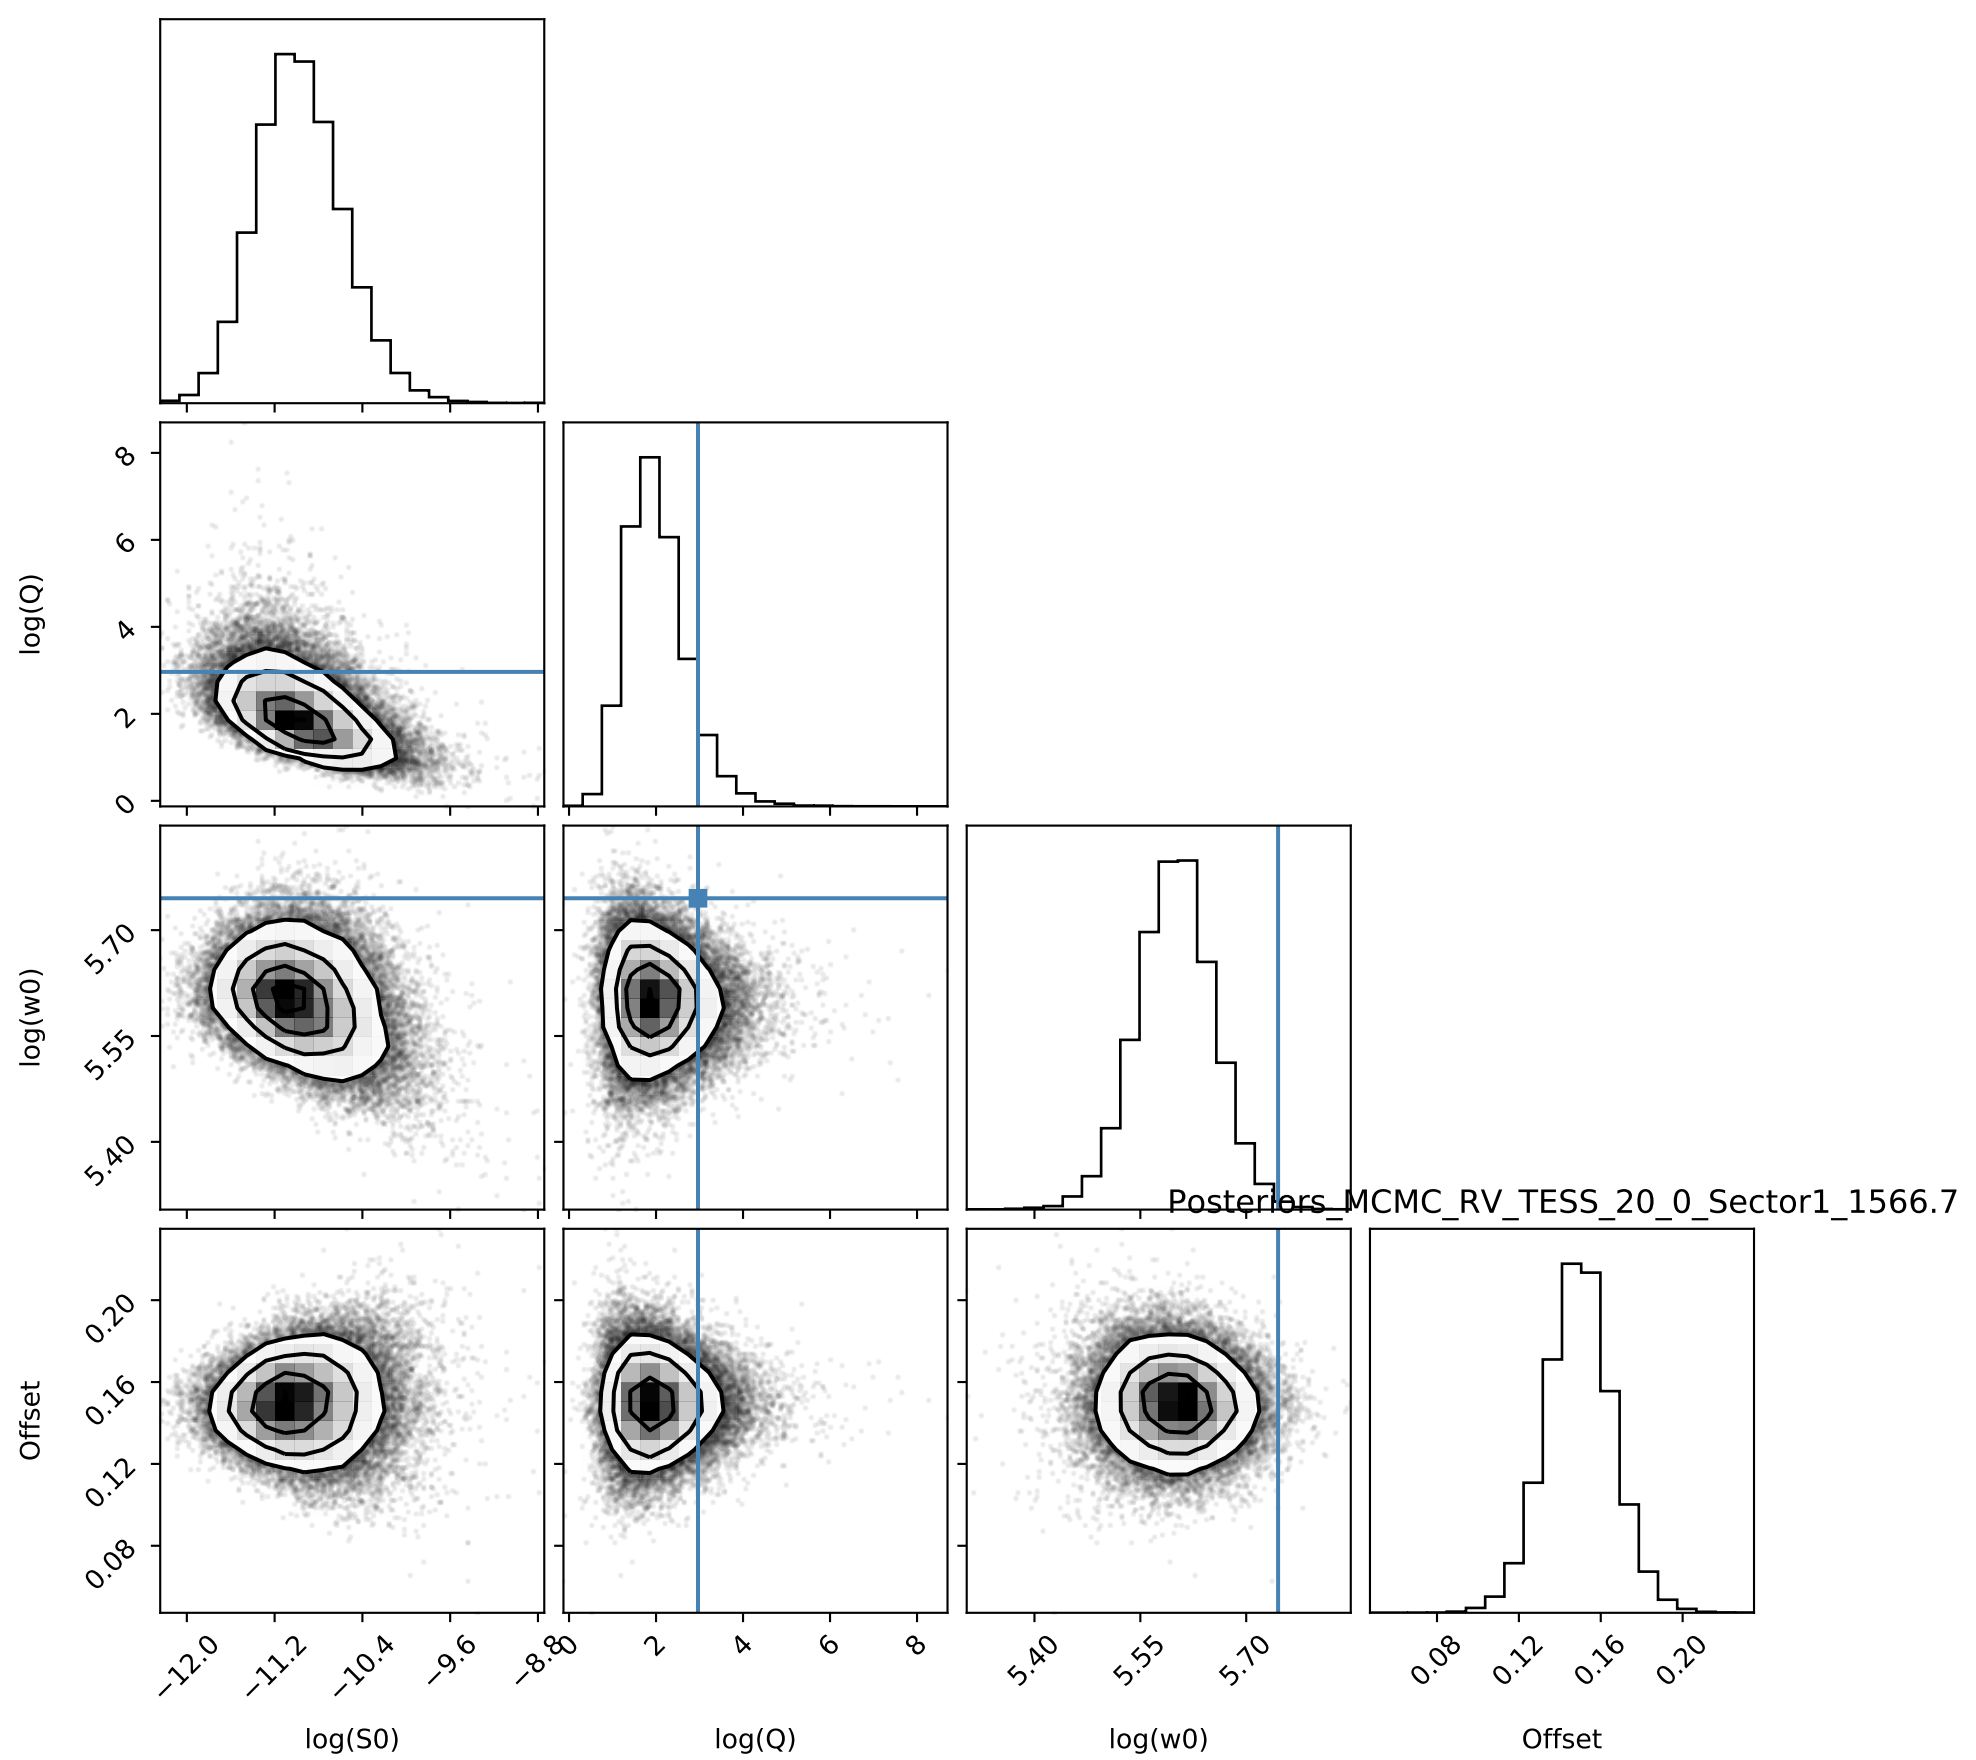 8
6
4
2
0
log(Q)
5.70
5.55
5.40
log(w0)
Posteriors_MCMC_RV_TESS_20_0_Sector1_1566.7
0.20
0.16
0.12
0.08
Offset
−12.0 −11.2 −10.4 −9.6 −8.8 0 2 4 6 8 5.40 5.55 5.70 0.08 0.12 0.16 0.20
log(S0) log(Q) log(w0) Offset